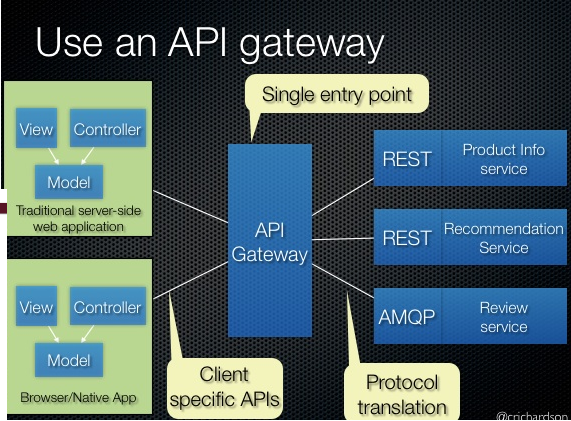 Use an API gateway
Single entry point
View
Controller
Model
Traditional server-side
web application
View
Controller
Model
Browser/Native App
API
Gateway
REST
Product Info
service
REST
Recommendation
Service
AMQP
Review
service
Client
specific APIs
Protocol
translation
@crichardson